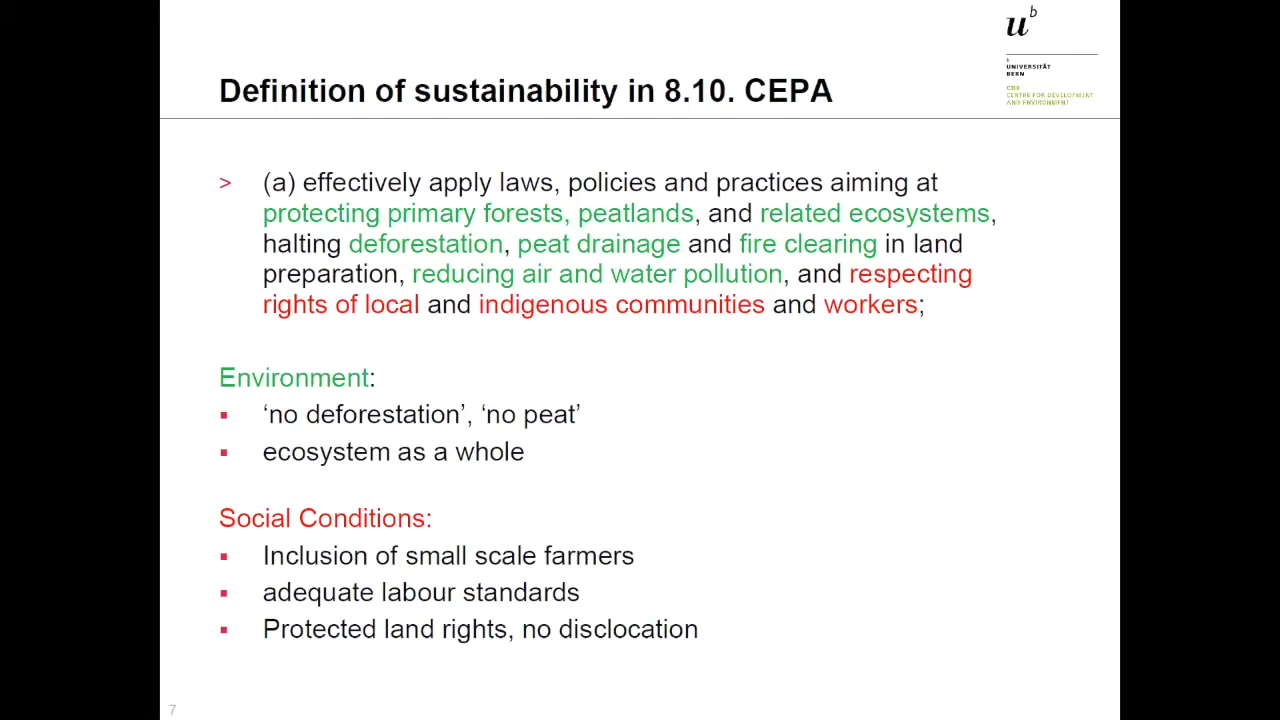 u
b
b
UNIVERSITÄT
BERN
CDE
CENTRE FOR DEVELOPMENT
AND ENVIRONMENT
Definition of sustainability in 8.10. CEPA
> (a) effectively apply laws, policies and practices aiming at
protecting primary forests, peatlands, and related ecosystems,
halting deforestation, peat drainage and fire clearing in land
preparation, reducing air and water pollution, and respecting
rights of local and indigenous communities and workers;
Environment:
▪ ‘no deforestation’, ‘no peat’
▪ ecosystem as a whole
Social Conditions:
▪ Inclusion of small scale farmers
▪ adequate labour standards
▪ Protected land rights, no disclocation
7